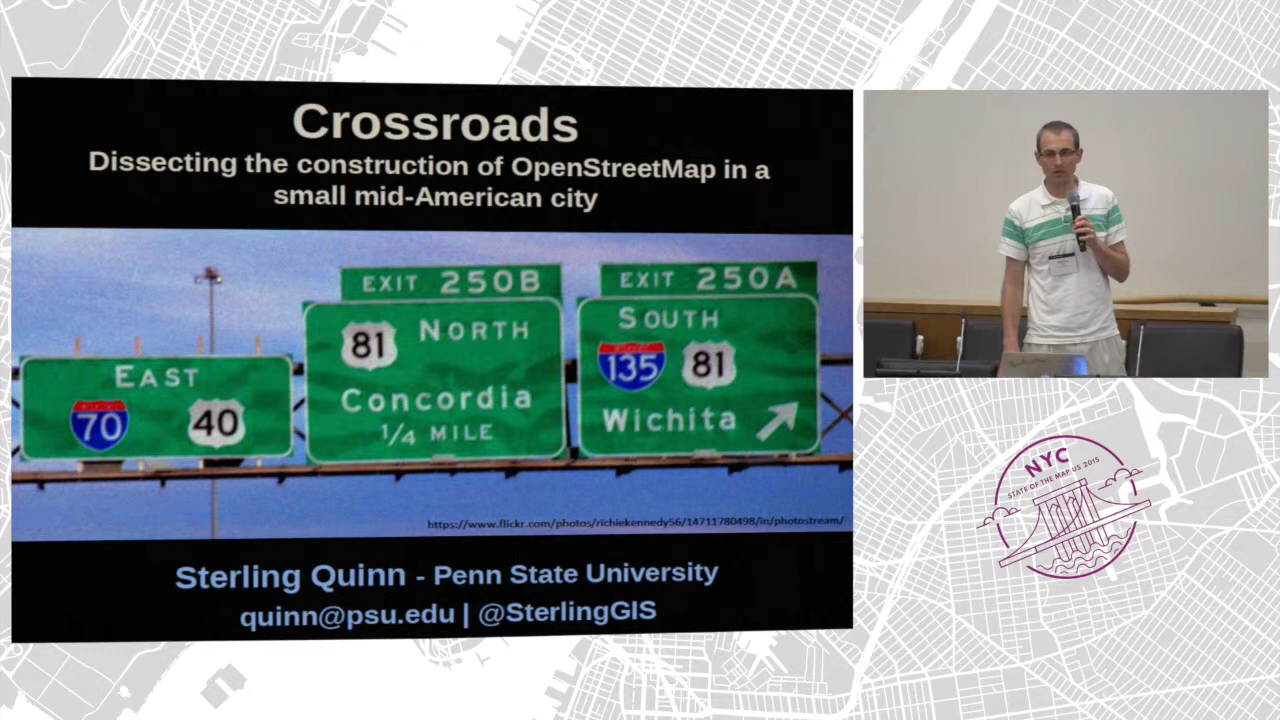 Crossroads
Dissecting the construction of OpenStreetMap in a
small mid-American city
EXIT 250B
EXIT 250A
EAST
70
40
81 NORTH
Concordia
1/4 MILE
SOUTH
135 81
Wichita
https://www.flickr.com/photos/richiekennedy56/14711780498/in/photostream/
Sterling Quinn - Penn State University
quinn@psu.edu | @SterlingGIS
NYC
STATE OF THE MAP US 2015